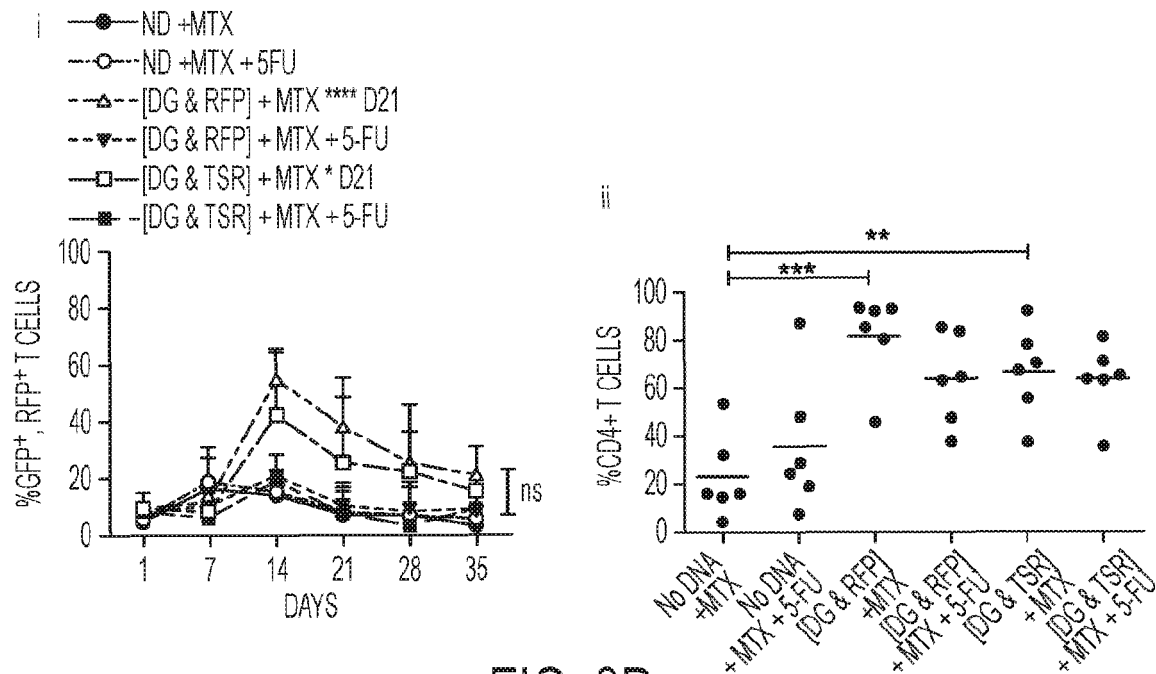 i
ND +MTX
ND +MTX + 5FU
[DG & RFP] + MTX **** D21
[DG & RFP] + MTX + 5-FU
[DG & TSR] + MTX * D21
[DG & TSR] + MTX + 5-FU
%GFP+, RFP+ T CELLS
100
80
60
40
20
0
1 7 14 21 28 35
DAYS
ns
ii
**
***
%CD4+ T CELLS
100
80
60
40
20
0
No DNA
+MTX
No DNA
+ MTX + 5-FU
[DG & RFP]
+MTX
[DG & RFP]
+ MTX + 5-FU
[DG & TSR]
+ MTX
[DG & TSR]
+ MTX + 5-FU